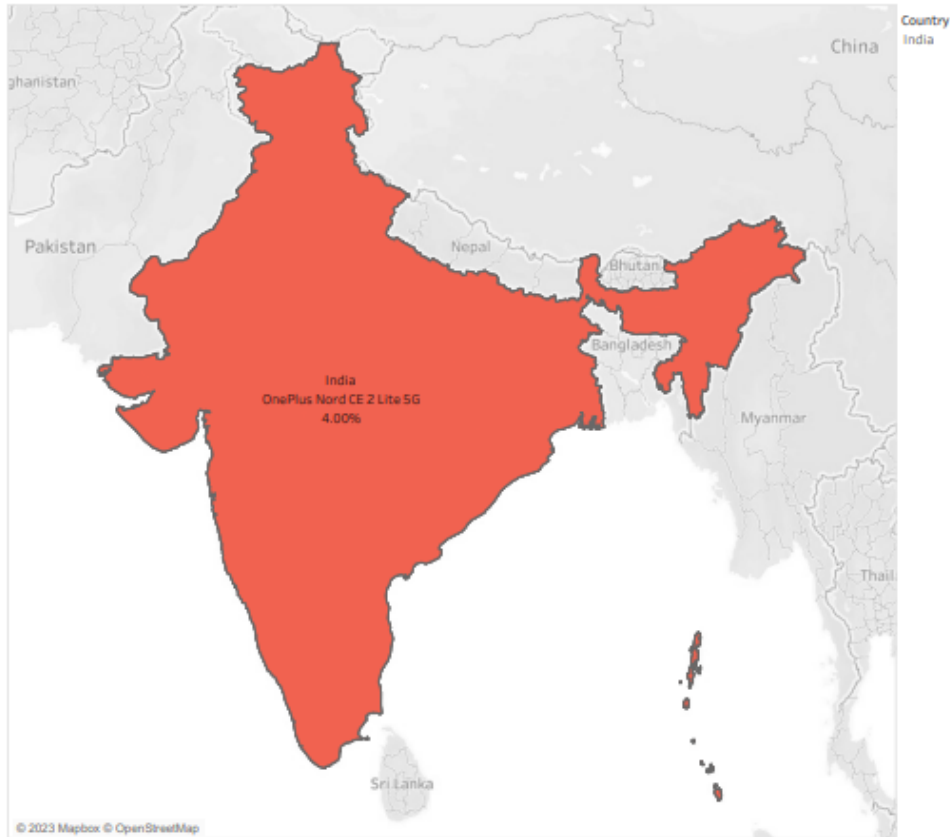 Country
India
China
ghanistan
Pakistan
Nepal
Bhutan
Bangladesh
India
OnePlus Nord CE 2 Lite 5G
4.00%
Myanmar
Thail
Sri Lanka
© 2023 Mapbox © OpenStreetMap